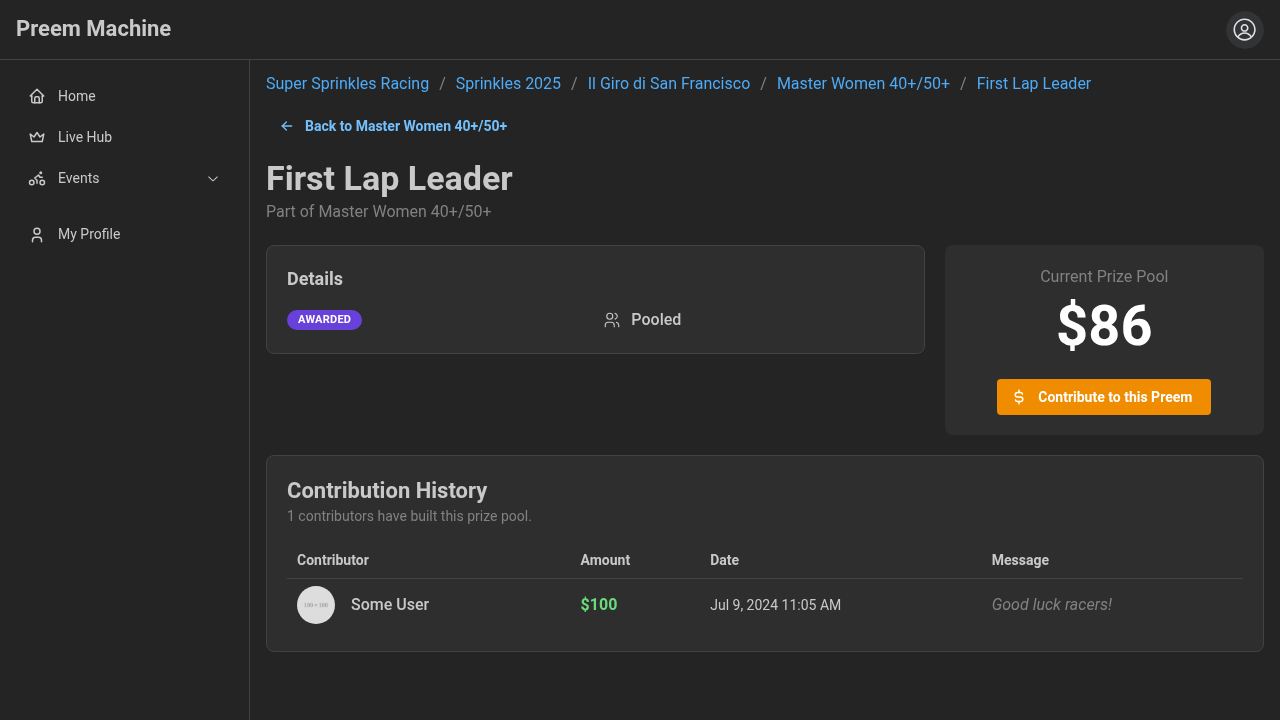 Preem Machine
Home
Live Hub
Events
My Profile
Super Sprinkles Racing / Sprinkles 2025 / Il Giro di San Francisco / Master Women 40+/50+ / First Lap Leader
Back to Master Women 40+/50+
First Lap Leader
Part of Master Women 40+/50+
Details
AWARDED
Pooled
Current Prize Pool
$86
$ Contribute to this Preem
Contribution History
1 contributors have built this prize pool.
Contributor Amount Date Message
100 × 100 Some User $100 Jul 9, 2024 11:05 AM Good luck racers!